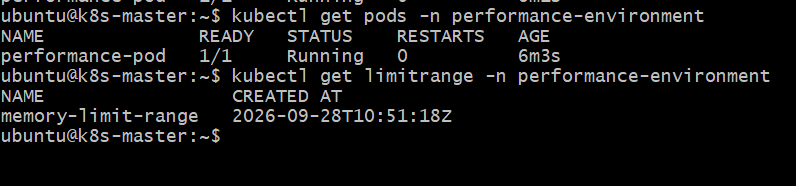 ubuntu@k8s-master:~$ kubectl get pods -n performance-environment
NAME              READY   STATUS    RESTARTS   AGE
performance-pod   1/1     Running   0          6m3s
ubuntu@k8s-master:~$ kubectl get limitrange -n performance-environment
NAME                 CREATED AT
memory-limit-range   2026-09-28T10:51:18Z
ubuntu@k8s-master:~$